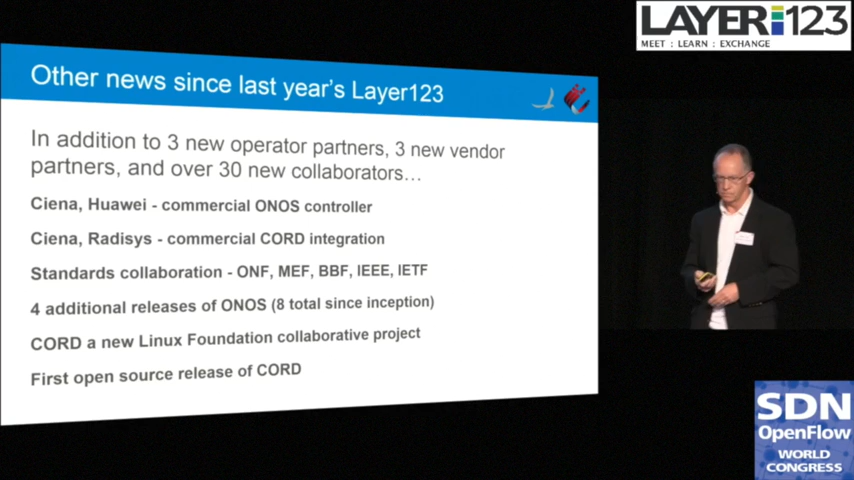 LAYER123
MEET : LEARN : EXCHANGE
Other news since last year's Layer123
In addition to 3 new operator partners, 3 new vendor
partners, and over 30 new collaborators…
Ciena, Huawei - commercial ONOS controller
Ciena, Radisys - commercial CORD integration
Standards collaboration - ONF, MEF, BBF, IEEE, IETF
4 additional releases of ONOS (8 total since inception)
CORD a new Linux Foundation collaborative project
First open source release of CORD
SDN
OpenFlow
WORLD
CONGRESS